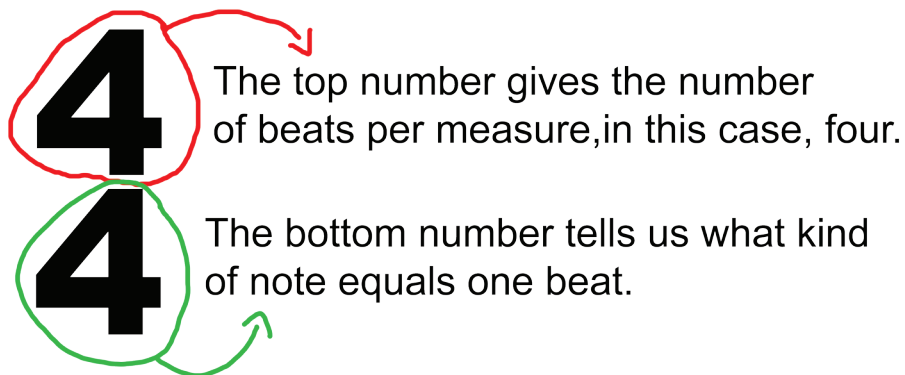 4
The top number gives the number
of beats per measure,in this case, four.
4
The bottom number tells us what kind
of note equals one beat.